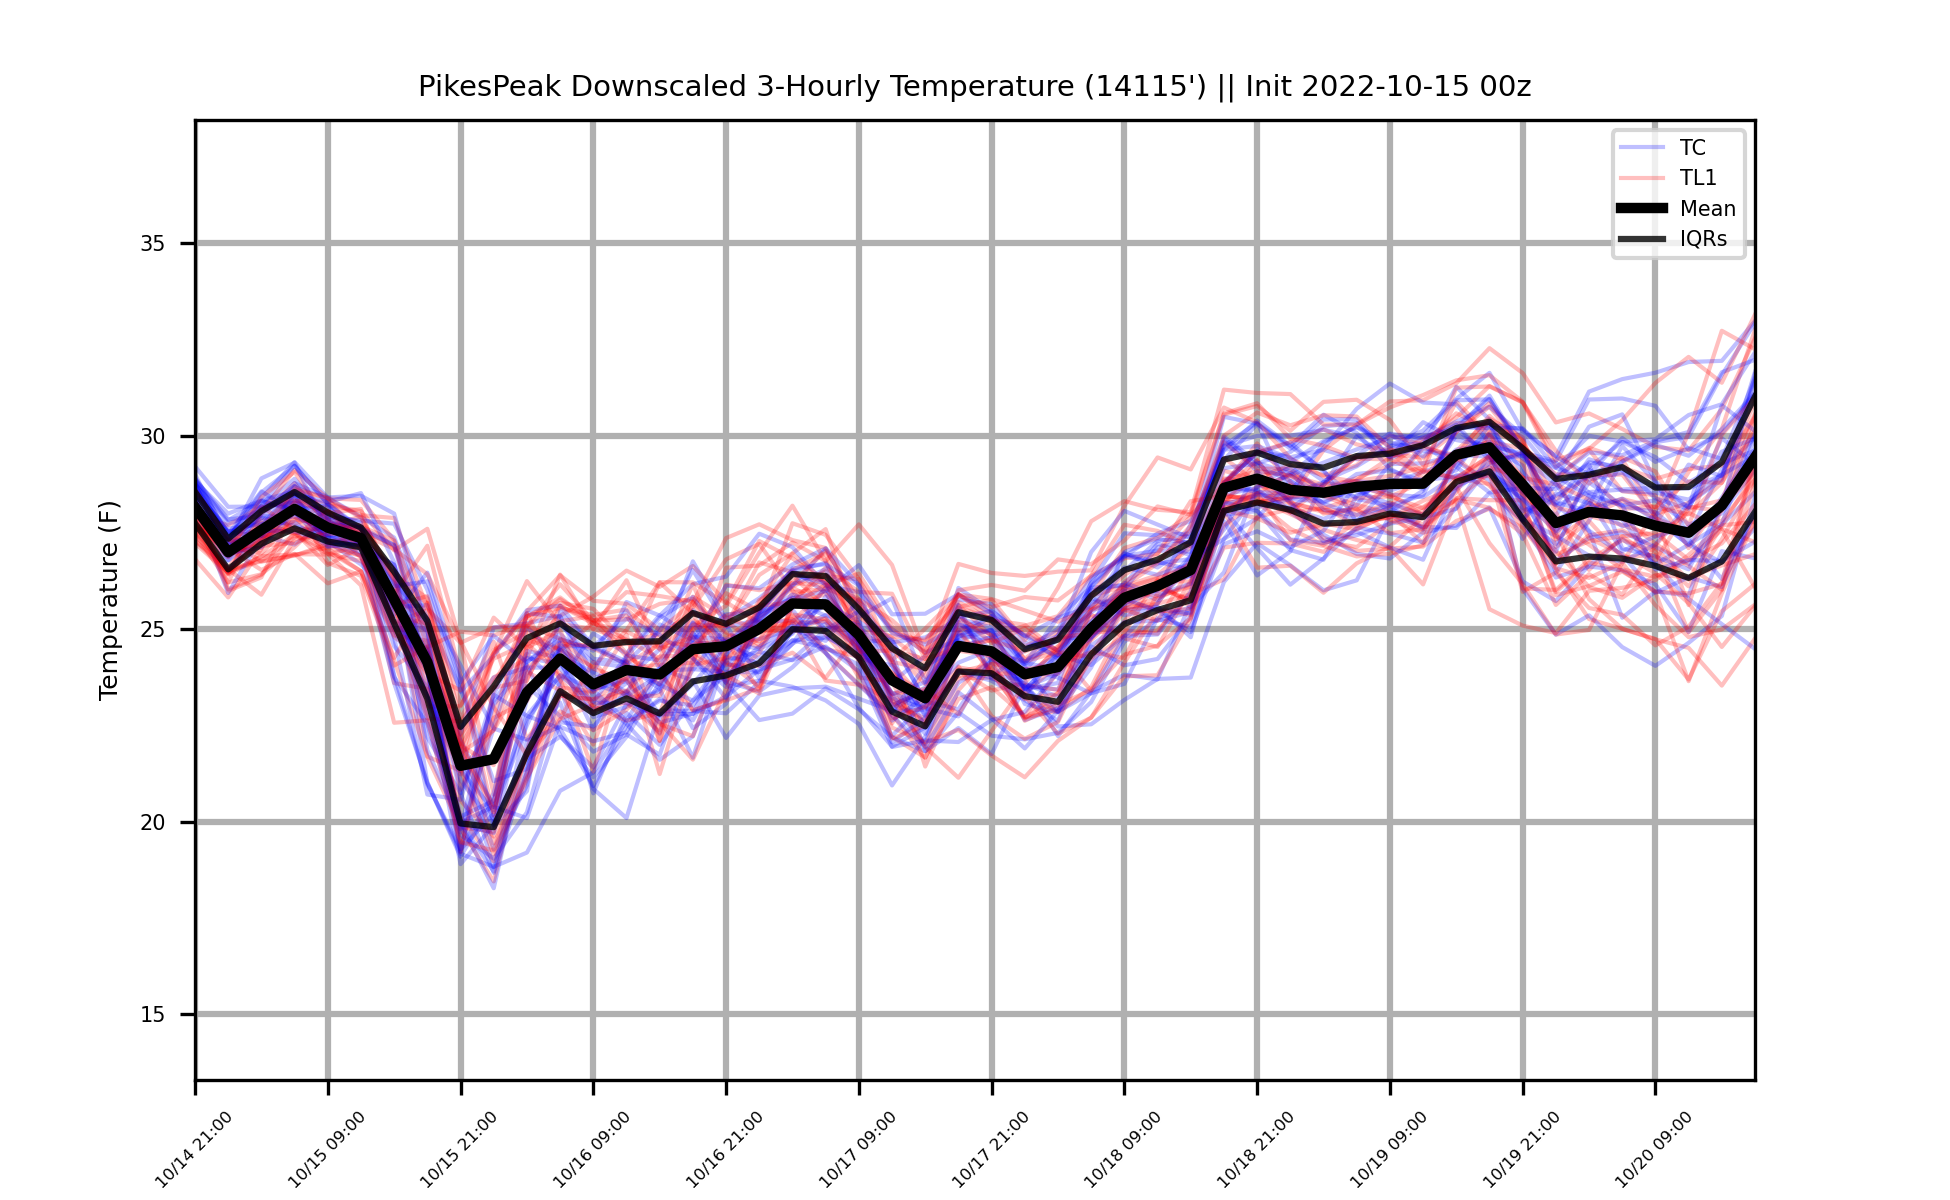 PikesPeak Downscaled 3-Hourly Temperature (14115') || Init 2022-10-15 00z
TC
TL1
Mean
IQRs
Temperature (F)
35
30
25
20
15
10/14 21:00
10/15 09:00
10/15 21:00
10/16 09:00
10/16 21:00
10/17 09:00
10/17 21:00
10/18 09:00
10/18 21:00
10/19 09:00
10/19 21:00
10/20 09:00